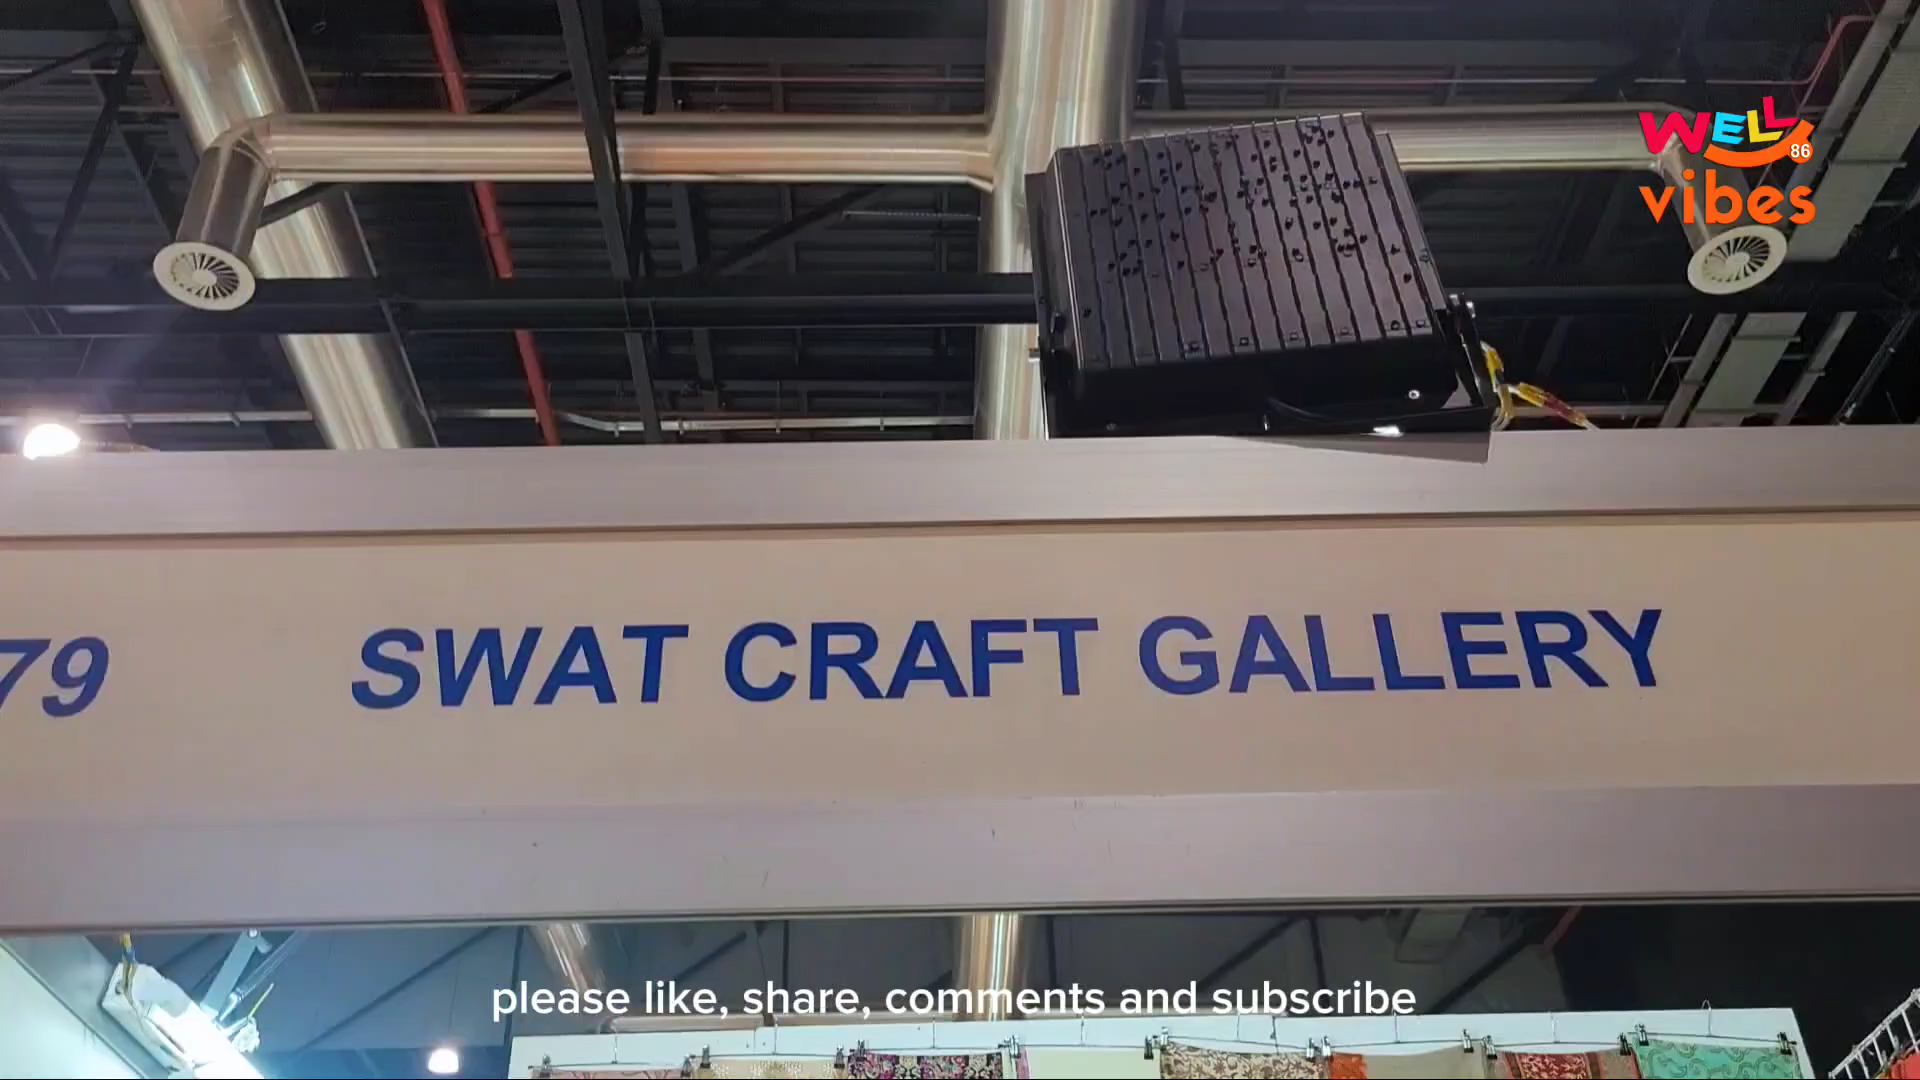 WELL
86
vibes
79 SWAT CRAFT GALLERY
please like, share, comments and subscribe